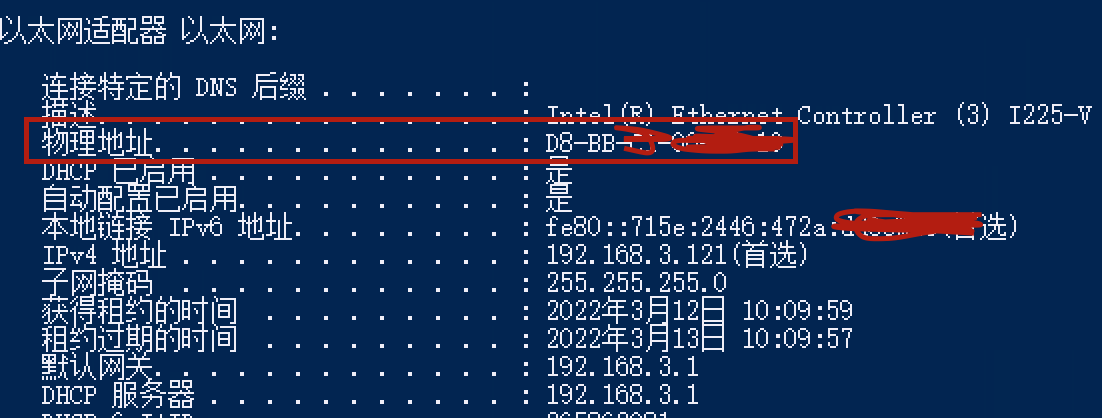 以太网适配器 以太网:
连接特定的 DNS 后缀 . . . . . . . :
描述. . . . . . . . . . . . . . . : Intel(R) Ethernet Controller (3) I225-V
物理地址. . . . . . . . . . . . . : D8-BB-
DHCP 已启用 . . . . . . . . . . . : 是
自动配置已启用. . . . . . . . . . : 是
本地链接 IPv6 地址. . . . . . . . : fe80::715e:2446:472a: (首选)
IPv4 地址 . . . . . . . . . . . . : 192.168.3.121(首选)
子网掩码 . . . . . . . . . . . . : 255.255.255.0
获得租约的时间 . . . . . . . . . : 2022年3月12日 10:09:59
租约过期的时间 . . . . . . . . . : 2022年3月13日 10:09:57
默认网关. . . . . . . . . . . . . : 192.168.3.1
DHCP 服务器 . . . . . . . . . . . : 192.168.3.1